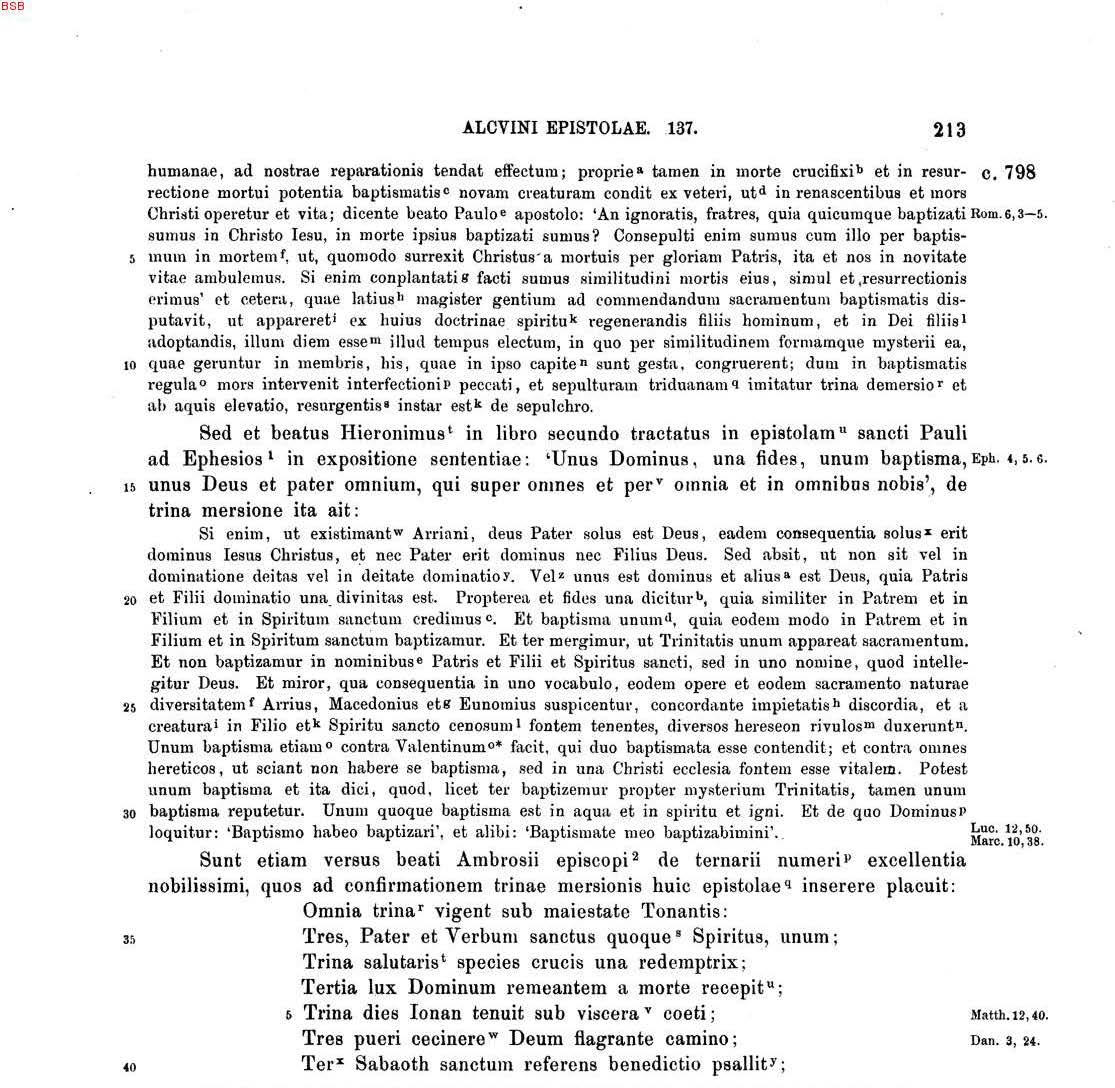 BSB
ALCVINI EPISTOLAE. 137. 213
humanae, ad nostrae reparationis tendat effectum; proprie a tamen in morte crucifixi b et in resur- c. 798
rectione mortui potentia baptismatis c novam creaturam condit ex veteri, ut d in renascentibus et mors
Christi operetur et vita; dicente beato Paulo e apostolo: ‘An ignoratis, fratres, quia quicumque baptizati Rom. 6, 3—5.
sumus in Christo Iesu, in morte ipsius baptizati sumus? Consepulti enim sumus cum illo per baptis-
5 mum in mortem f, ut, quomodo surrexit Christus a mortuis per gloriam Patris, ita et nos in novitate
vitae ambulemus. Si enim conplantati g facti sumus similitudini mortis eius, simul et resurrectionis
erimus’ et cetera, quae latius h magister gentium ad commendandum sacramentum baptismatis dis-
putavit, ut appareret i ex huius doctrinae spiritu k regenerandis filiis hominum, et in Dei filiis l
adoptandis, illum diem esse m illud tempus electum, in quo per similitudinem formamque mysterii ea,
10 quae geruntur in membris, his, quae in ipso capite n sunt gesta, congruerent; dum in baptismatis
regula o mors intervenit interfectioni p peccati, et sepulturam triduanam q imitatur trina demersio r et
ab aquis elevatio, resurgentis s instar est k de sepulchro.
Sed et beatus Hieronimus t in libro secundo tractatus in epistolam u sancti Pauli
ad Ephesios 1 in expositione sententiae: ‘Unus Dominus, una fides, unum baptisma, Eph. 4, 5. 6.
15 unus Deus et pater omnium, qui super omnes et per v omnia et in omnibus nobis’, de
trina mersione ita ait:
Si enim, ut existimant w Arriani, deus Pater solus est Deus, eadem consequentia solus x erit
dominus Iesus Christus, et nec Pater erit dominus nec Filius Deus. Sed absit, ut non sit vel in
dominatione deitas vel in deitate dominatio y. Vel z unus est dominus et alius a est Deus, quia Patris
20 et Filii dominatio una divinitas est. Propterea et fides una dicitur b, quia similiter in Patrem et in
Filium et in Spiritum sanctum credimus c. Et baptisma unum d, quia eodem modo in Patrem et in
Filium et in Spiritum sanctum baptizamur. Et ter mergimur, ut Trinitatis unum appareat sacramentum.
Et non baptizamur in nominibus e Patris et Filii et Spiritus sancti, sed in uno nomine, quod intelle-
gitur Deus. Et miror, qua consequentia in uno vocabulo, eodem opere et eodem sacramento naturae
25 diversitatem f Arrius, Macedonius et g Eunomius suspicentur, concordante impietatis h discordia, et a
creatura i in Filio et k Spiritu sancto cenosum l fontem tenentes, diversos hereseon rivulos m duxerunt n.
Unum baptisma etiam o contra Valentinum o* facit, qui duo baptismata esse contendit; et contra omnes
hereticos, ut sciant non habere se baptisma, sed in una Christi ecclesia fontem esse vitalem. Potest
unum baptisma et ita dici, quod, licet ter baptizemur propter mysterium Trinitatis, tamen unum
30 baptisma reputetur. Unum quoque baptisma est in aqua et in spiritu et igni. Et de quo Dominus p
loquitur: ‘Baptismo habeo baptizari’, et alibi: ‘Baptismate meo baptizabimini’. Luc. 12, 50.
Marc. 10, 38.
Sunt etiam versus beati Ambrosii episcopi 2 de ternarii numeri p excellentia
nobilissimi, quos ad confirmationem trinae mersionis huic epistolae q inserere placuit:
Omnia trina r vigent sub maiestate Tonantis:
35 Tres, Pater et Verbum sanctus quoque s Spiritus, unum;
Trina salutaris t species crucis una redemptrix;
Tertia lux Dominum remeantem a morte recepit u;
5 Trina dies Ionan tenuit sub viscera v coeti; Matth. 12, 40.
Tres pueri cecinere w Deum flagrante camino; Dan. 3, 24.
40 Ter x Sabaoth sanctum referens benedictio psallit y;